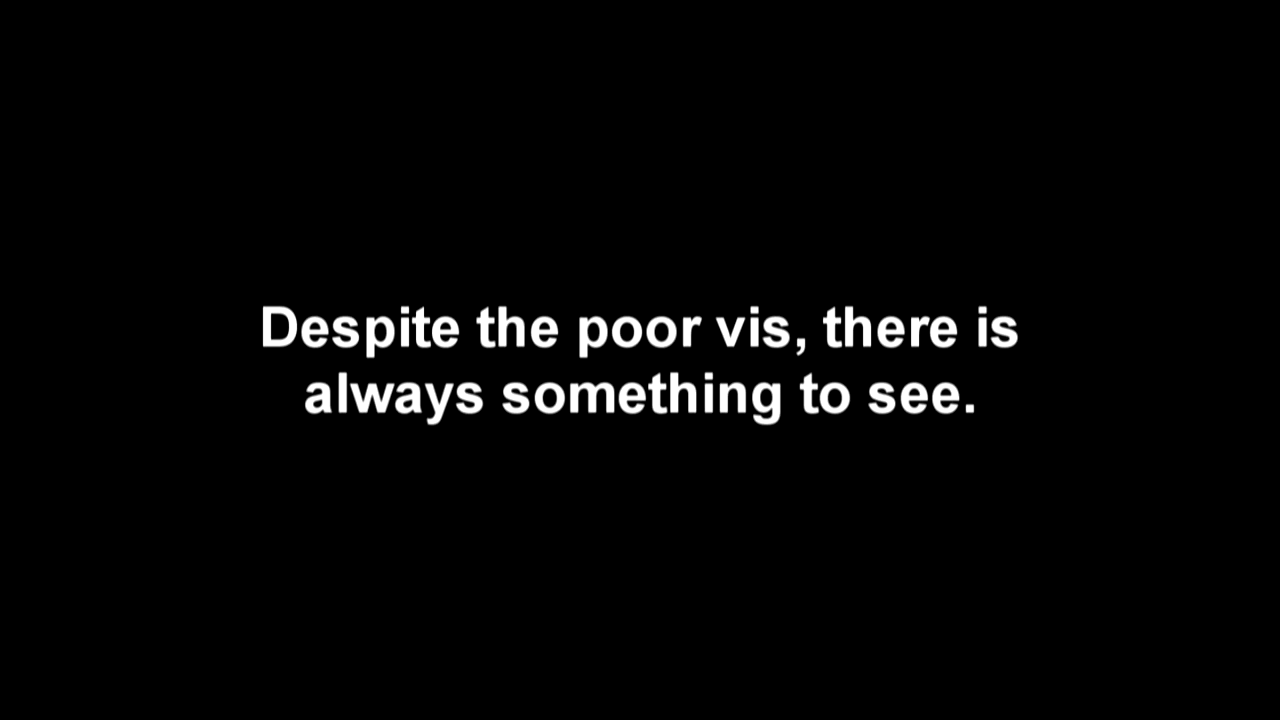 Despite the poor vis, there is
always something to see.